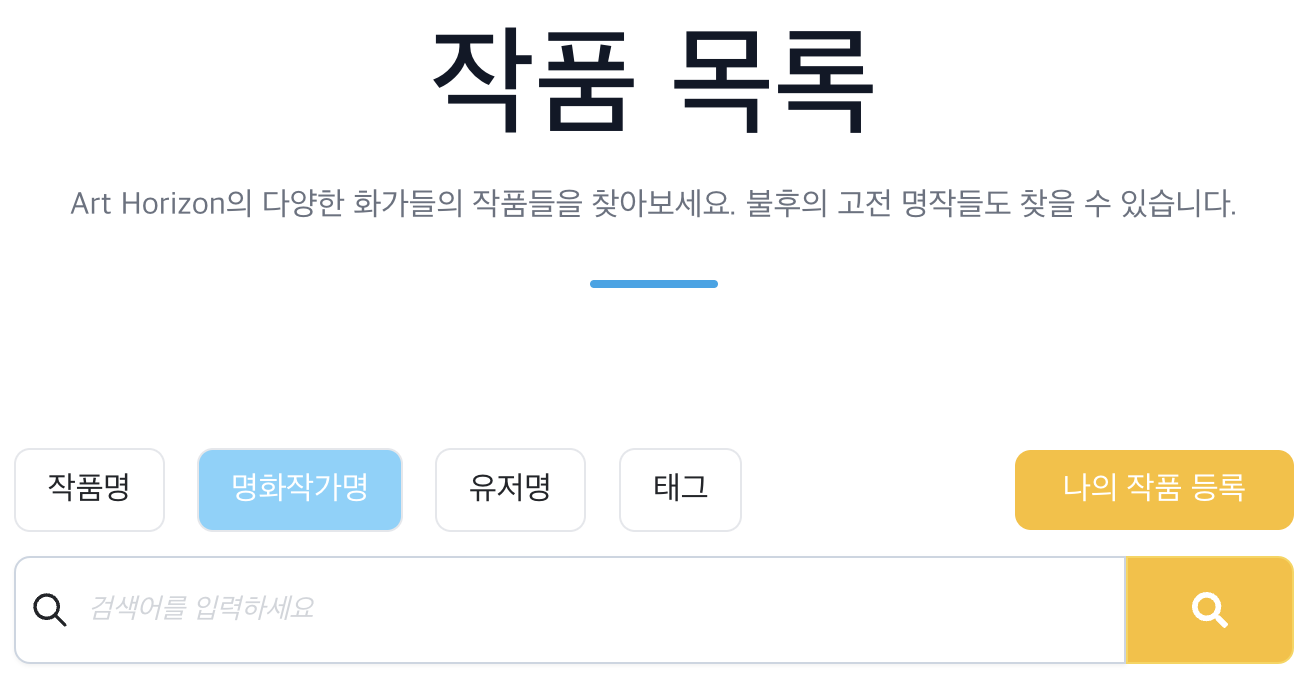 작품 목록
Art Horizon의 다양한 화가들의 작품들을 찾아보세요. 불후의 고전 명작들도 찾을 수 있습니다.
작품명 명화작가명 유저명 태그 나의 작품 등록
검색어를 입력하세요